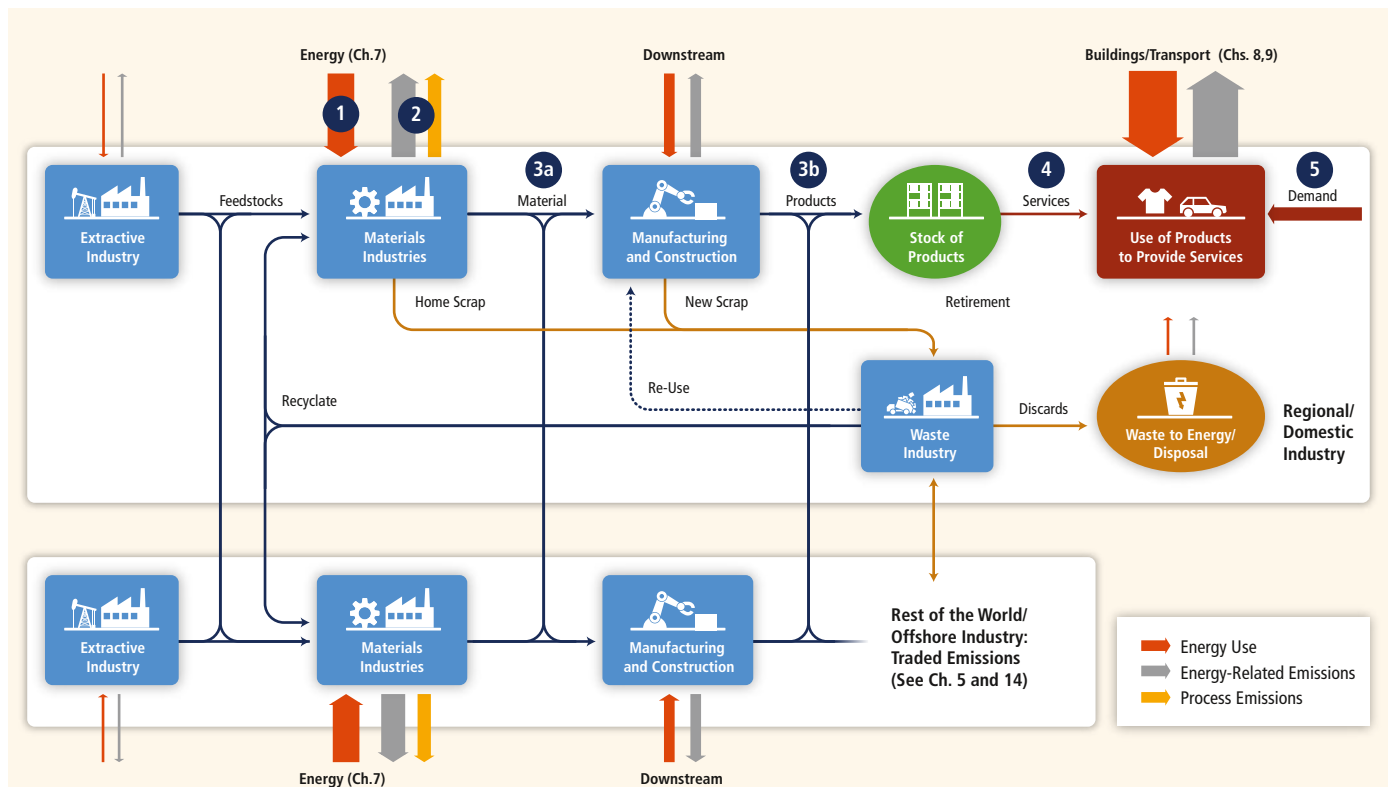 Energy (Ch.7)
Downstream
Buildings/Transport (Chs. 8,9)
1
2
3a
3b
4
5
Feedstocks
Material
Products
Services
Demand
Extractive
Industry
Materials
Industries
Manufacturing
and Construction
Stock of
Products
Use of Products
to Provide Services
Home Scrap
New Scrap
Retirement
Recyclate
Re-Use
Discards
Waste
Industry
Waste to Energy/
Disposal
Regional/
Domestic
Industry
Extractive
Industry
Materials
Industries
Manufacturing
and Construction
Rest of the World/
Offshore Industry:
Traded Emissions
(See Ch. 5 and 14)
Energy Use
Energy-Related Emissions
Process Emissions
Energy (Ch.7)
Downstream